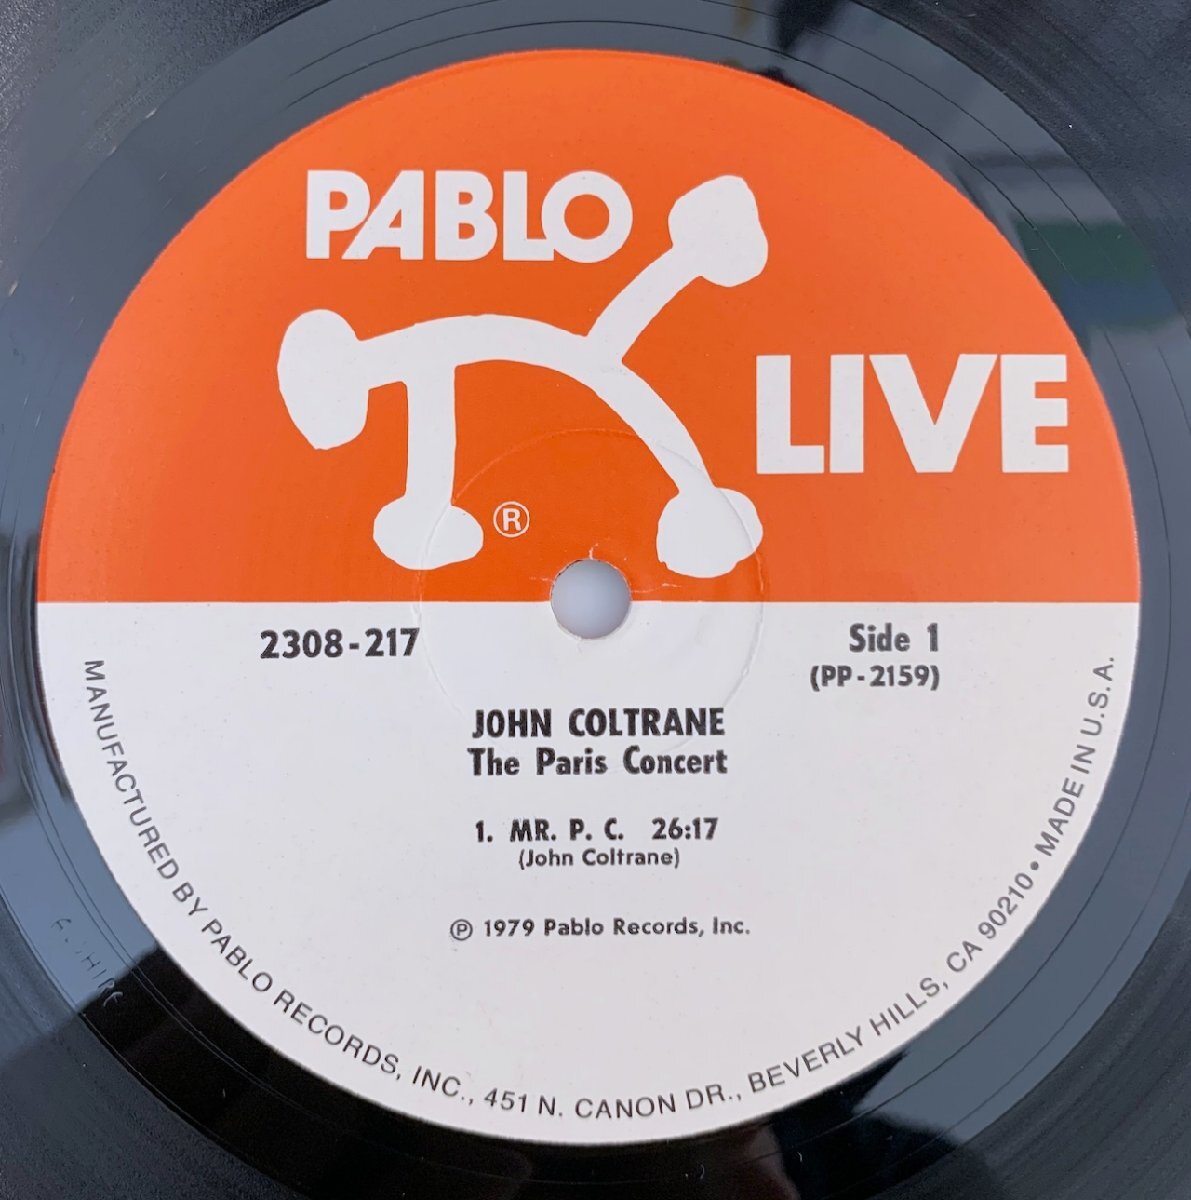 PABLO
LIVE
®
2308-217
Side 1
(PP-2159)
JOHN COLTRANE
The Paris Concert
1. MR. P. C. 26:17
(John Coltrane)
℗ 1979 Pablo Records, Inc.
MANUFACTURED BY PABLO RECORDS, INC., 451 N. CANON DR., BEVERLY HILLS, CA 90210 • MADE IN U.S.A.